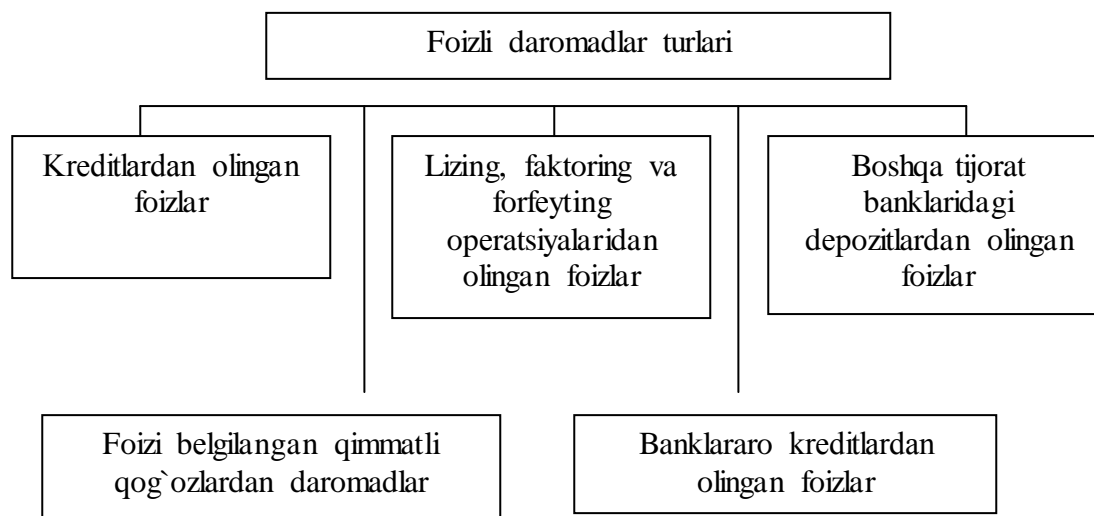 Foizli daromadlar turlari
Kreditlardan olingan
foizlar
Lizing, faktoring va
forfeyting
operatsiyalaridan
olingan foizlar
Boshqa tijorat
banklaridagi
depozitlardan olingan
foizlar
Foizi belgilangan qimmatli
qog`ozlardan daromadlar
Banklararo kreditlardan
olingan foizlar